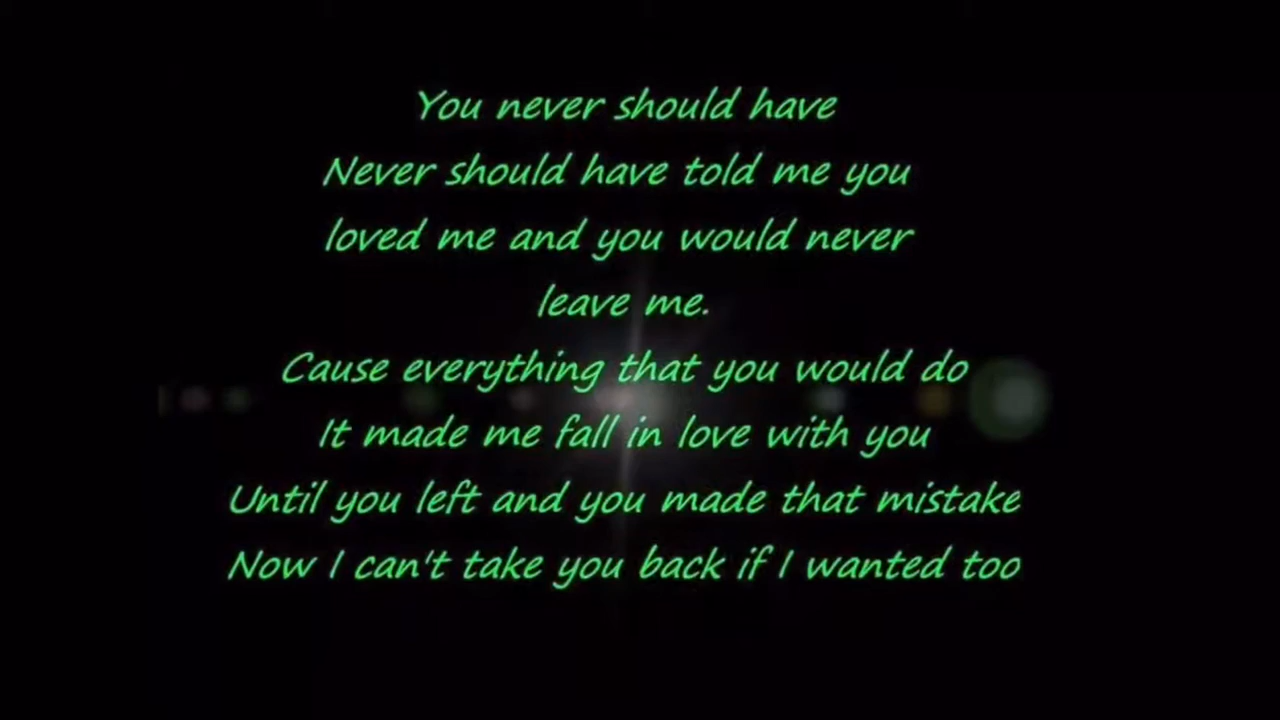 You never should have
Never should have told me you
loved me and you would never
leave me.
Cause everything that you would do
It made me fall in love with you
Until you left and you made that mistake
Now I can't take you back if I wanted too